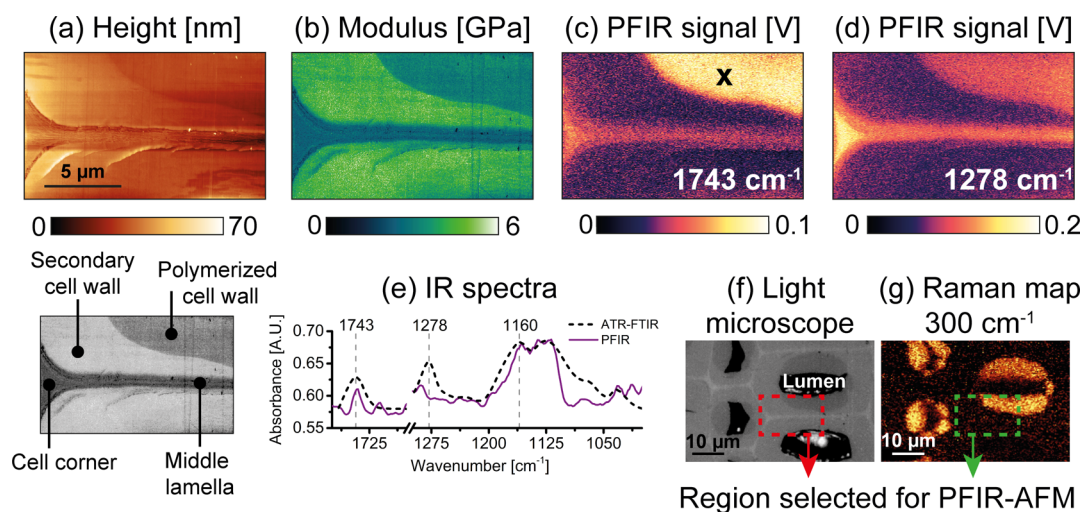 (a) Height [nm]
(b) Modulus [GPa]
(c) PFIR signal [V]
(d) PFIR signal [V]
5 µm
x
1743 cm⁻¹
1278 cm⁻¹
0
70
0
6
0
0.1
0
0.2
Secondary
cell wall
Polymerized
cell wall
Cell corner
Middle
lamella
(e) IR spectra
1743
1278
1160
ATR-FTIR
PFIR
Absorbance [A.U.]
0.70
0.65
0.60
0.55
1725
1275
1200
1125
1050
Wavenumber [cm⁻¹]
(f) Light
microscope
Lumen
10 µm
(g) Raman map
300 cm⁻¹
10 µm
Region selected for PFIR-AFM